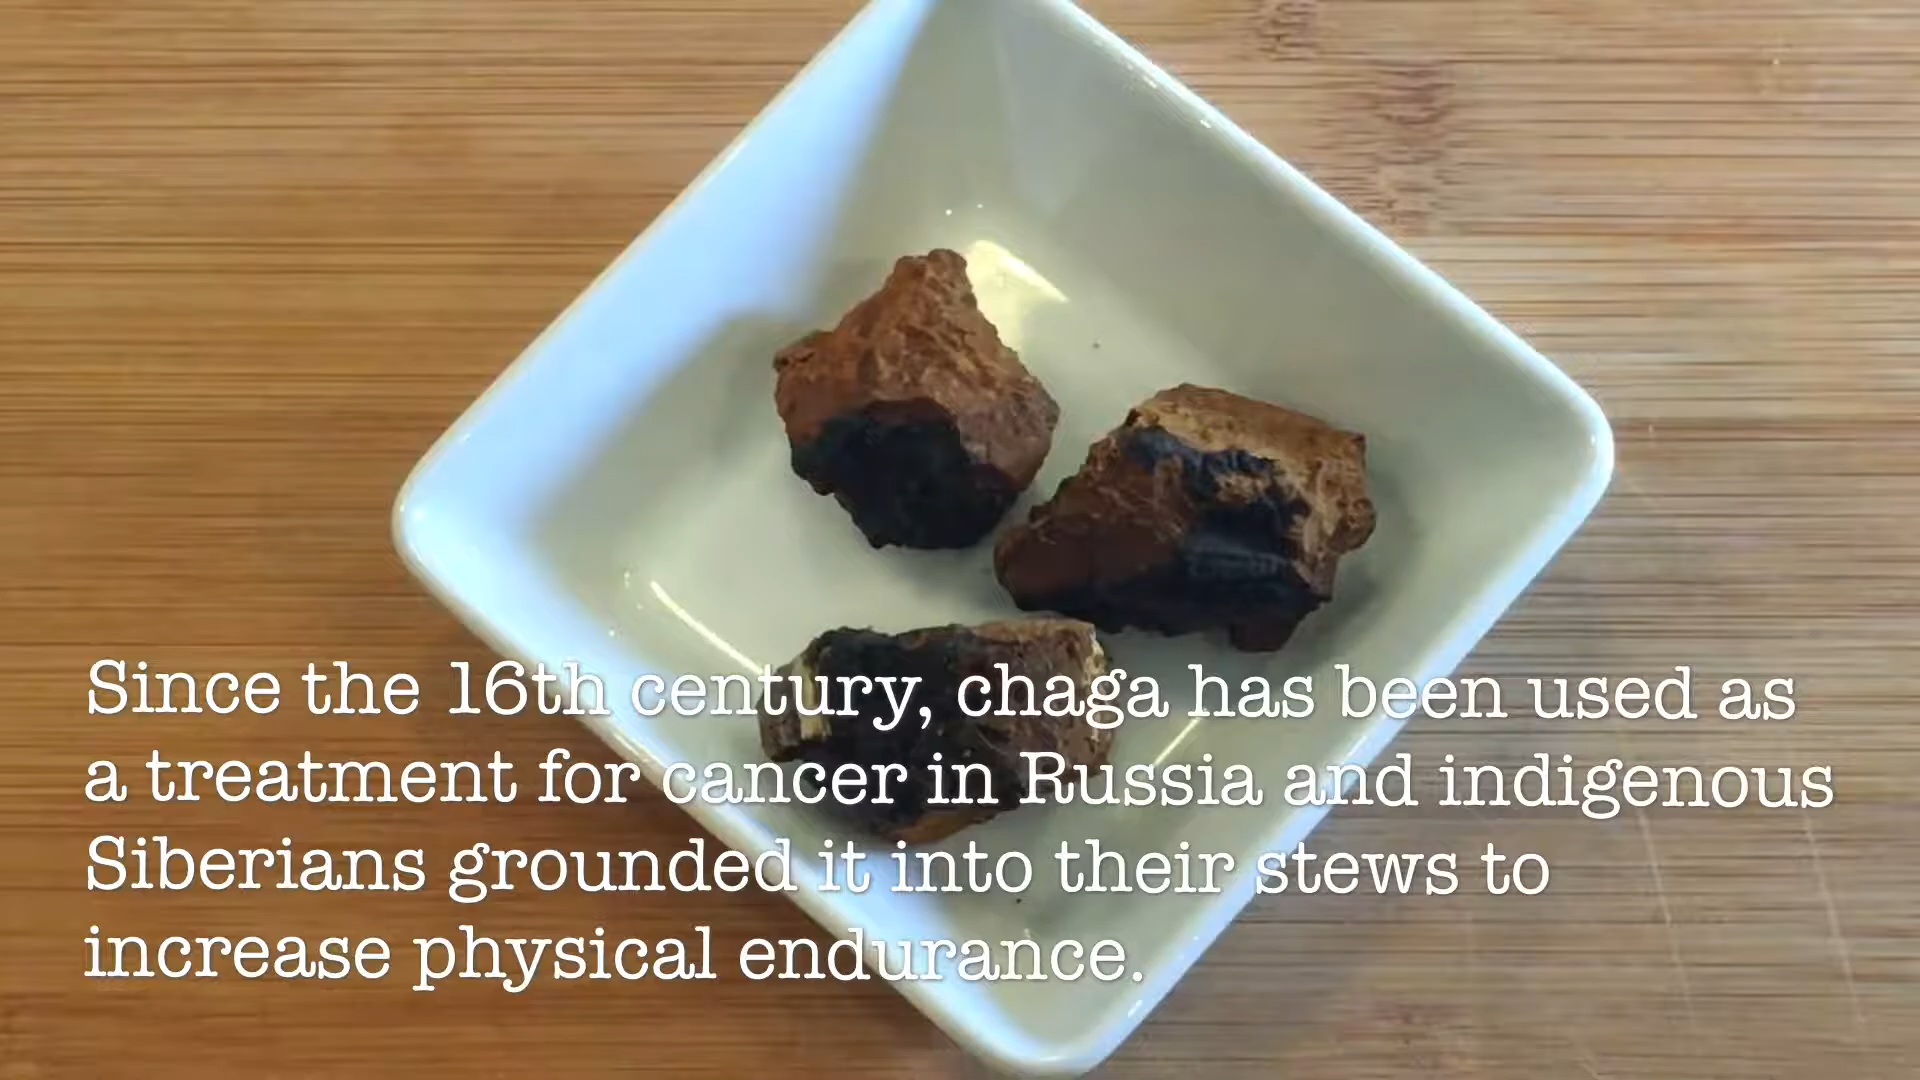 Since the 16th century, chaga has been used as
a treatment for cancer in Russia and indigenous
Siberians grounded it into their stews to
increase physical endurance.